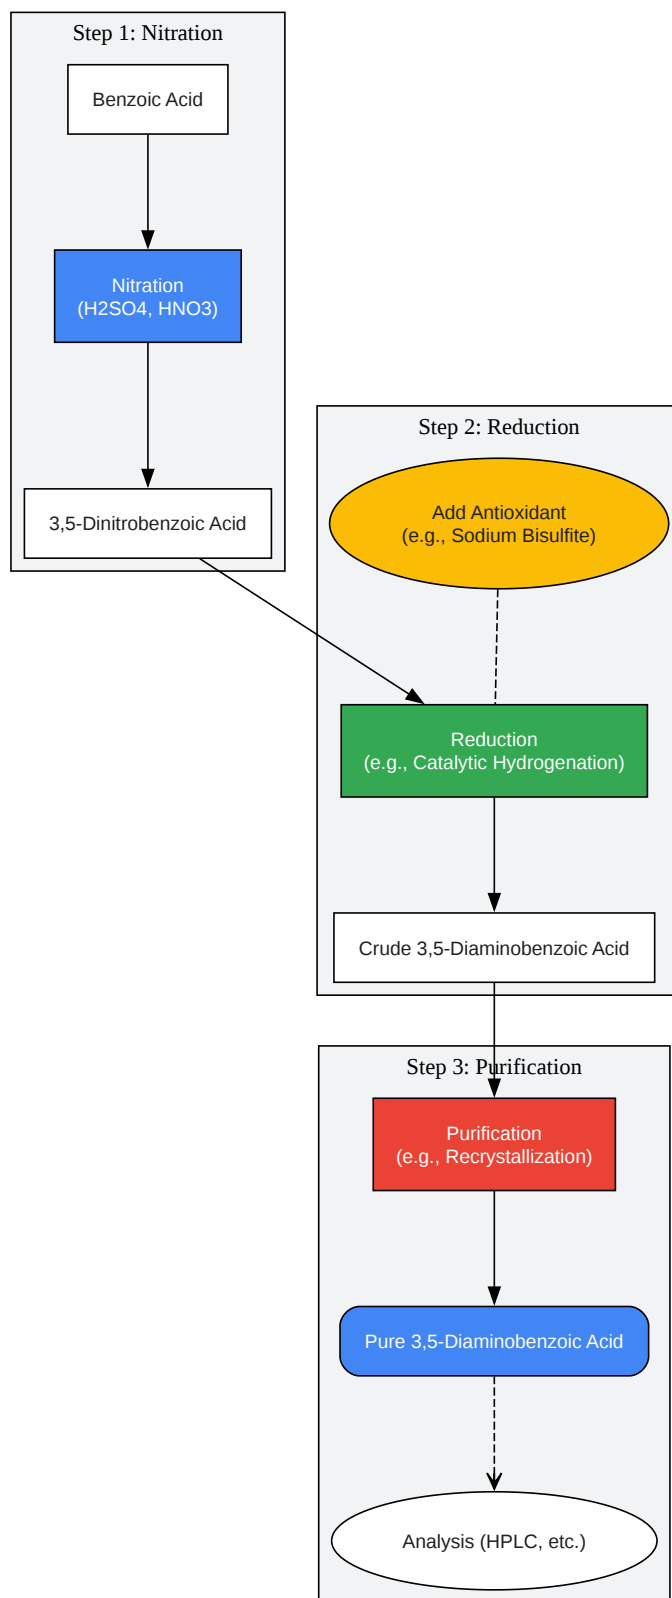 Step 1: Nitration
Benzoic Acid
Nitration
(H2SO4, HNO3)
3,5-Dinitrobenzoic Acid
Step 2: Reduction
Add Antioxidant
(e.g., Sodium Bisulfite)
Reduction
(e.g., Catalytic Hydrogenation)
Crude 3,5-Diaminobenzoic Acid
Step 3: Purification
Purification
(e.g., Recrystallization)
Pure 3,5-Diaminobenzoic Acid
Analysis (HPLC, etc.)